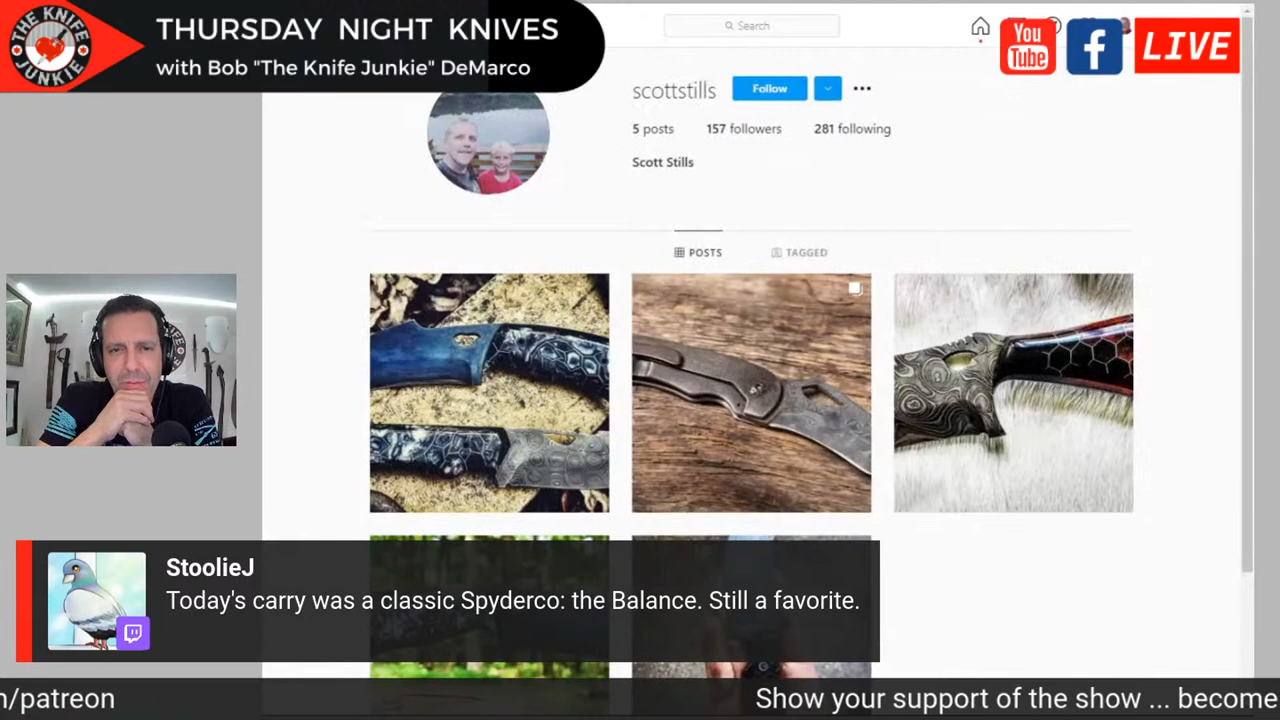 THE KNIFE
JUNKIE
THURSDAY NIGHT KNIVES
with Bob "The Knife Junkie" DeMarco
Search
You
Tube
f
LIVE
scottstills
Follow
5 posts 157 followers 281 following
Scott Stills
POSTS
TAGGED
StoolieJ
Today's carry was a classic Spyderco: the Balance. Still a favorite.
n/patreon
Show your support of the show ... become